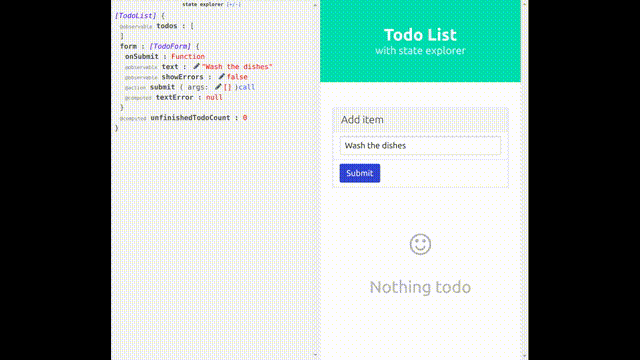 state explorer [+/-]
[TodoList] {
@observable todos : [
]
form : [TodoForm] {
onSubmit : Function
@observable text : "Wash the dishes"
@observable showErrors : false
@action submit ( args: [] )call
@computed textError : null
}
@computed unfinishedTodoCount : 0
}
Todo List
with state explorer
Add item
Wash the dishes
Submit
Nothing todo